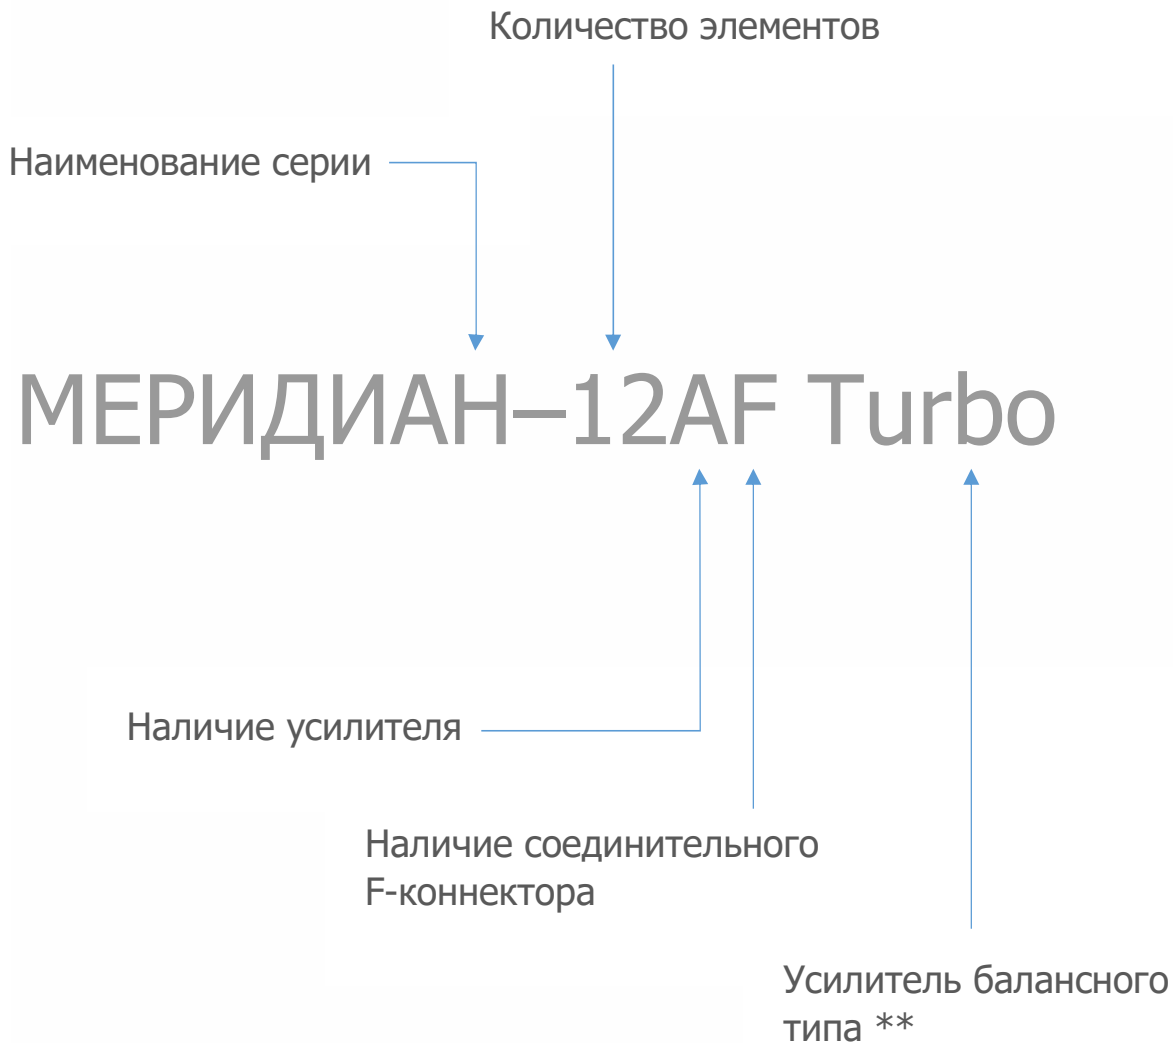 Количество элементов
Наименование серии
МЕРИДИАН–12AF Turbo
Наличие усилителя
Наличие соединительного
F-коннектора
Усилитель балансного
типа **